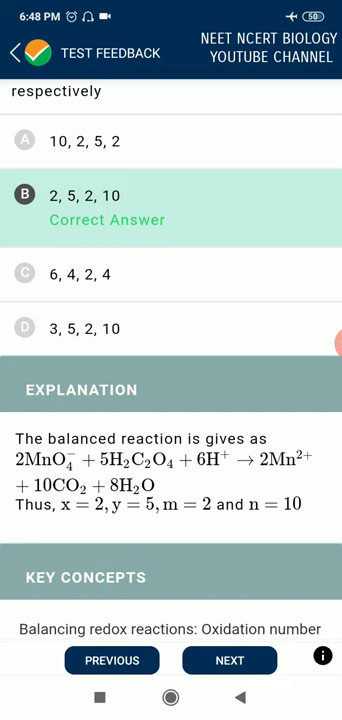 6:48 PM
50
TEST FEEDBACK
NEET NCERT BIOLOGY
YOUTUBE CHANNEL
respectively
A 10, 2, 5, 2
B 2, 5, 2, 10
Correct Answer
C 6, 4, 2, 4
D 3, 5, 2, 10
EXPLANATION
The balanced reaction is gives as
2MnO₄⁻ + 5H₂C₂O₄ + 6H⁺ → 2Mn²⁺
+ 10CO₂ + 8H₂O
Thus, x = 2, y = 5, m = 2 and n = 10
KEY CONCEPTS
Balancing redox reactions: Oxidation number
PREVIOUS
NEXT
i